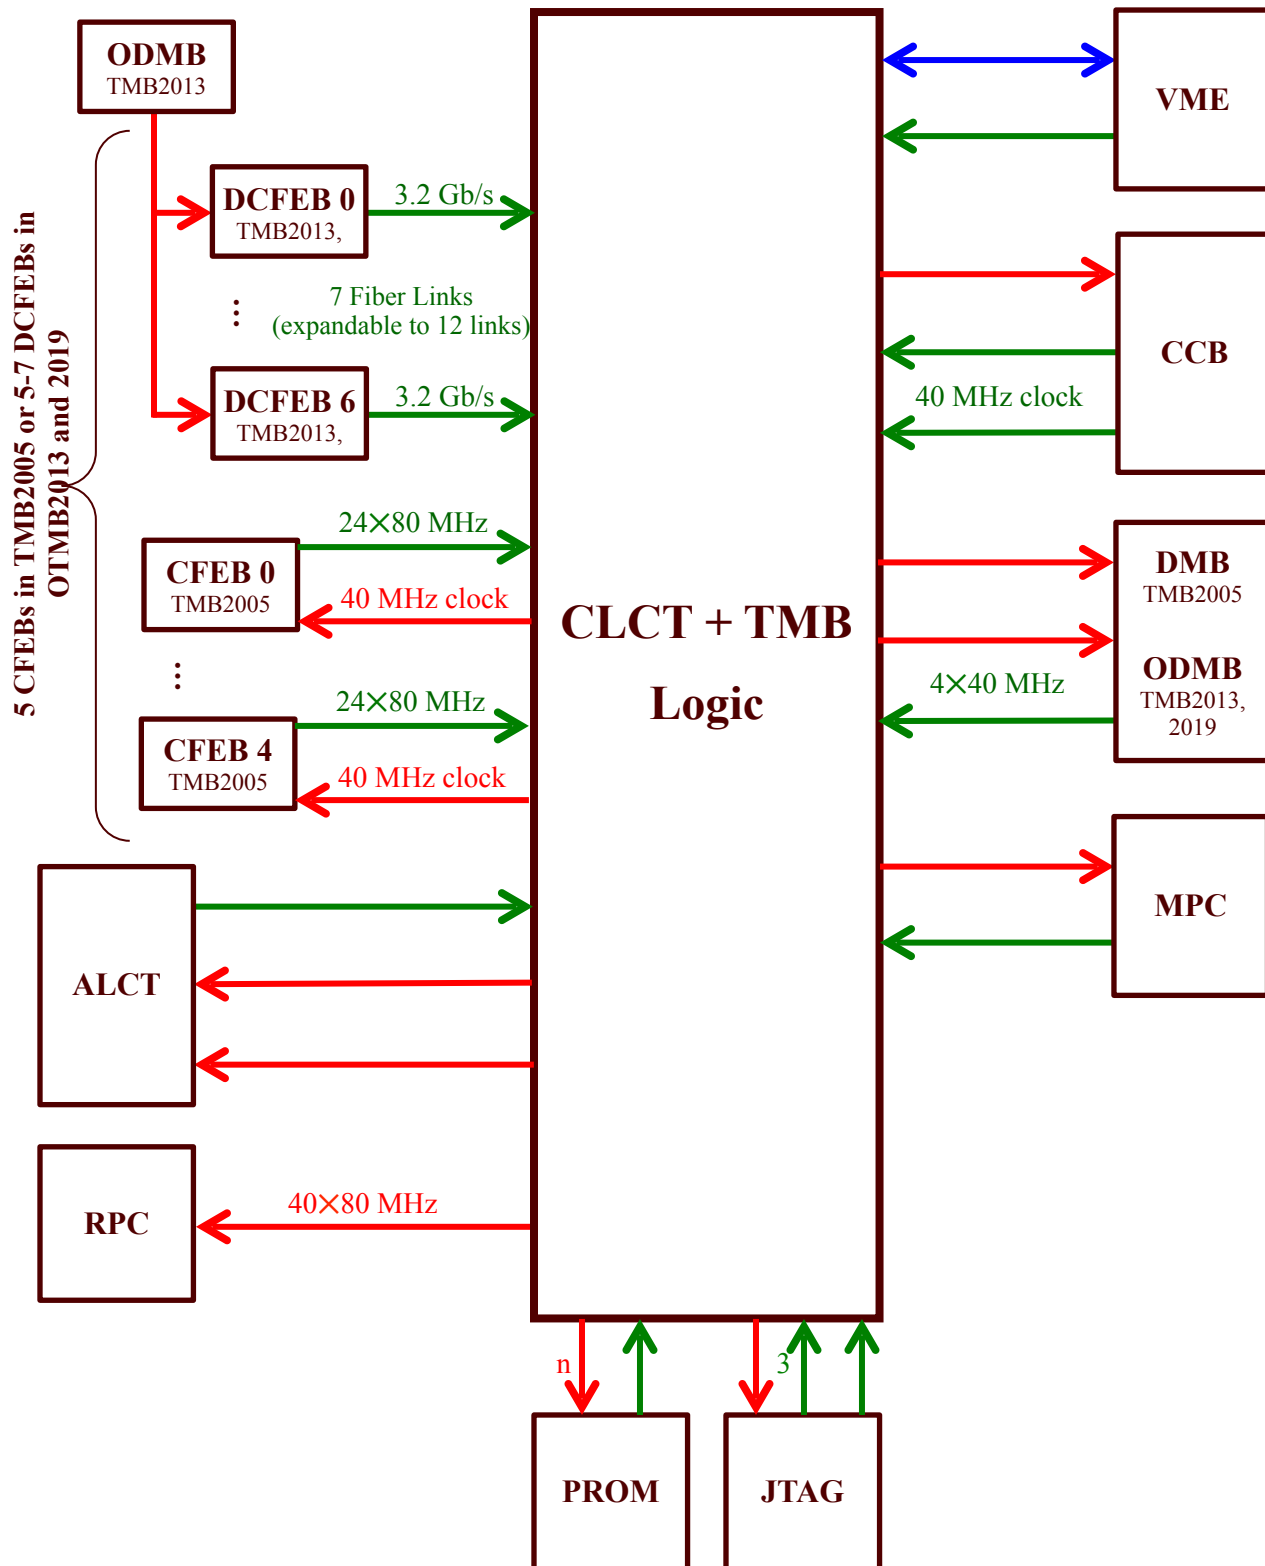 ODMB
TMB2013
5 CFEBs in TMB2005 or 5-7 DCFEBs in
OTMB2013 and 2019
DCFEB 0
TMB2013,
3.2 Gb/s
⋮
7 Fiber Links
(expandable to 12 links)
DCFEB 6
TMB2013,
3.2 Gb/s
CFEB 0
TMB2005
24×80 MHz
40 MHz clock
⋮
CFEB 4
TMB2005
24×80 MHz
40 MHz clock
ALCT
RPC
40×80 MHz
CLCT + TMB
Logic
VME
CCB
40 MHz clock
DMB
TMB2005
ODMB
TMB2013,
2019
4×40 MHz
MPC
n
3
PROM
JTAG